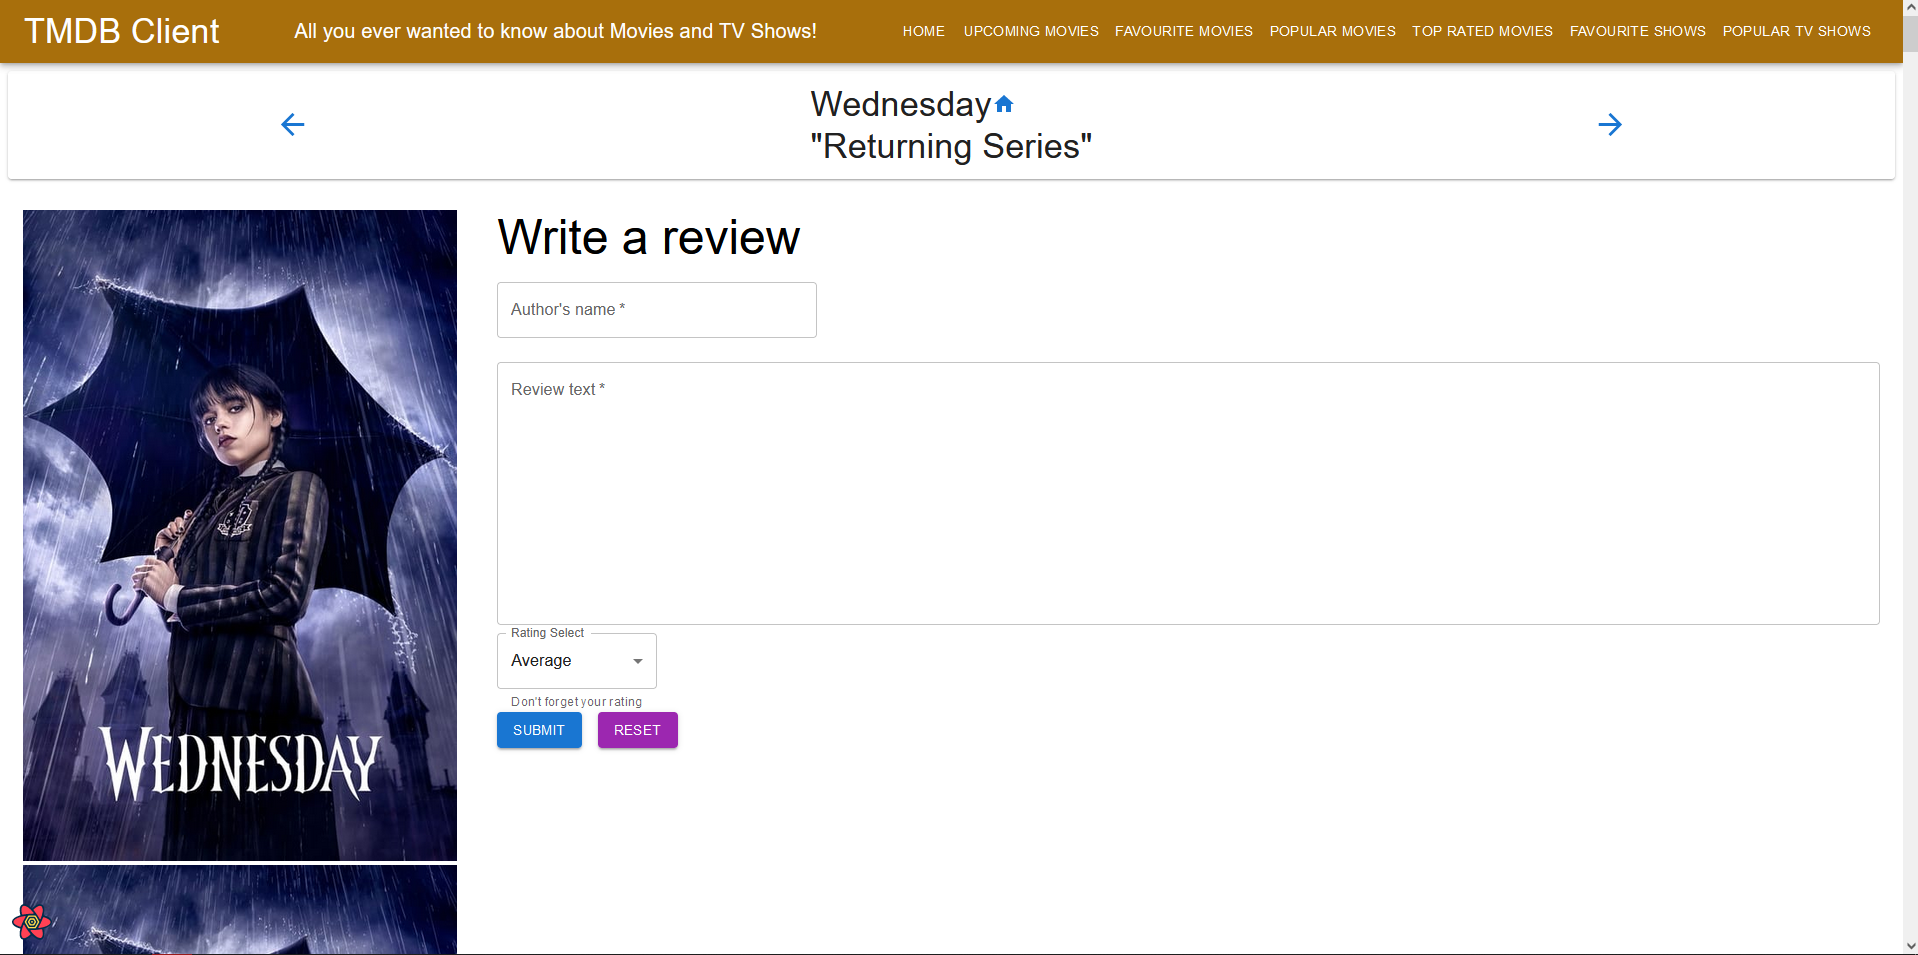 TMDB Client
All you ever wanted to know about Movies and TV Shows!
HOME UPCOMING MOVIES FAVOURITE MOVIES POPULAR MOVIES TOP RATED MOVIES FAVOURITE SHOWS POPULAR TV SHOWS
Wednesday
"Returning Series"
WEDNESDAY
Write a review
Author's name *
Review text *
Rating Select
Average
Don't forget your rating
SUBMIT RESET